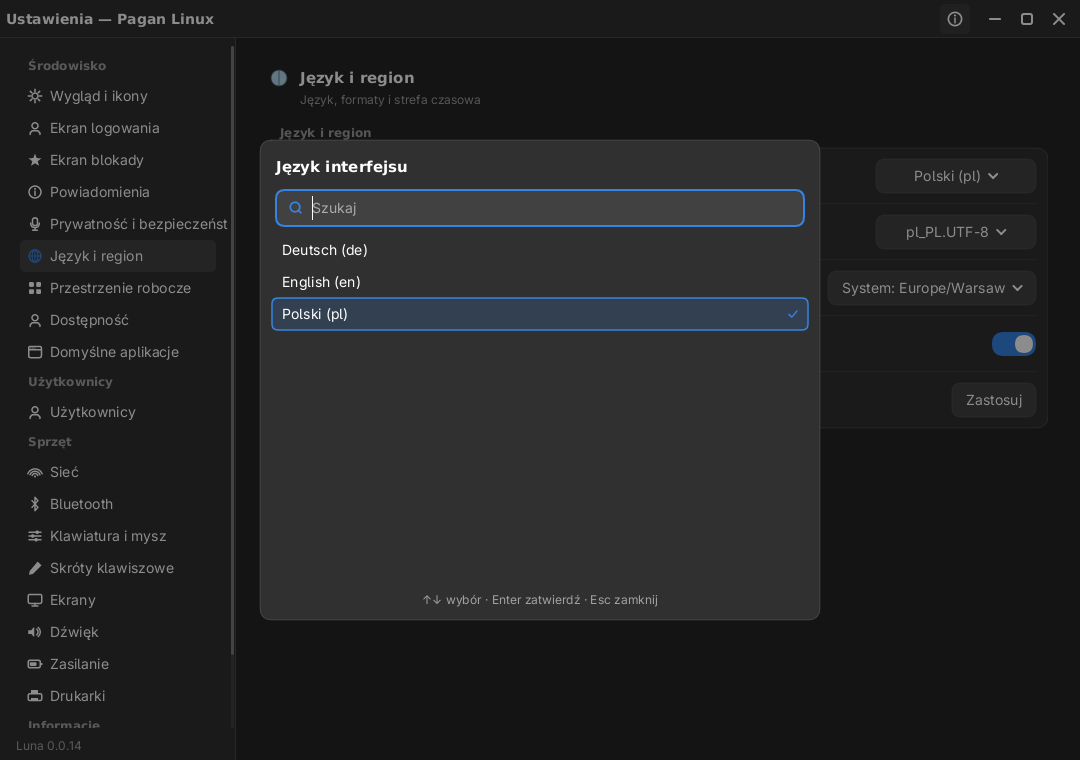 Ustawienia — Pagan Linux
Środowisko
Wygląd i ikony
Ekran logowania
Ekran blokady
Powiadomienia
Prywatność i bezpieczeńst
Język i region
Przestrzenie robocze
Dostępność
Domyślne aplikacje
Użytkownicy
Użytkownicy
Sprzęt
Sieć
Bluetooth
Klawiatura i mysz
Skróty klawiszowe
Ekrany
Dźwięk
Zasilanie
Drukarki
Informacje
Luna 0.0.14
Język i region
Język, formaty i strefa czasowa
Język i region
Polski (pl)
pl_PL.UTF-8
System: Europe/Warsaw
Zastosuj
Język interfejsu
Szukaj
Deutsch (de)
English (en)
Polski (pl)
↑↓ wybór · Enter zatwierdź · Esc zamknij